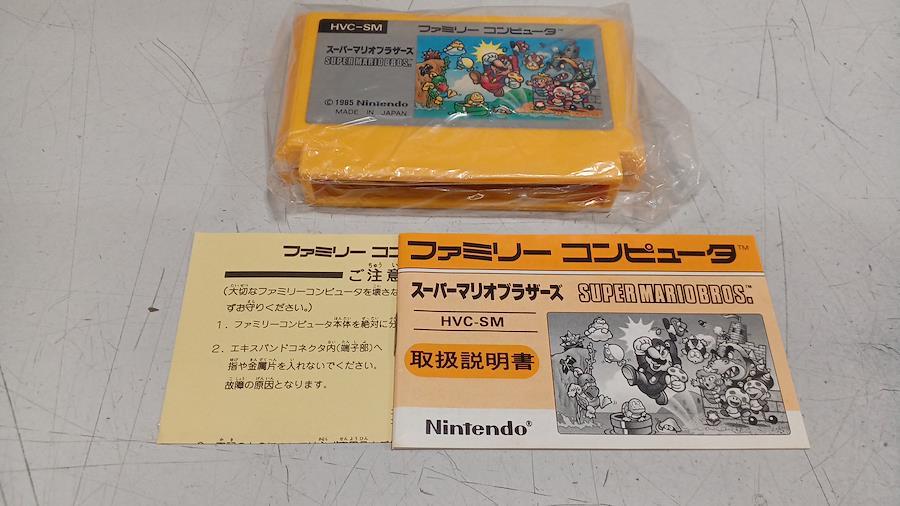 HVC-SM
ファミリー コンピュータ™
スーパーマリオブラザーズ
SUPER MARIO BROS.™
© 1985 Nintendo
MADE IN JAPAN
ファミリー コ
ご注意
(大切なファミリーコンピュータを壊さな
ずお守りください。)
1. ファミリーコンピュータ本体を絶対に分
2. エキスパンドコネクタ内(端子部)へ
指や金属片を入れないでください。
故障の原因となります。
ファミリー コンピュータ™
スーパーマリオブラザーズ
SUPER MARIO BROS.™
HVC-SM
取扱説明書
Nintendo®